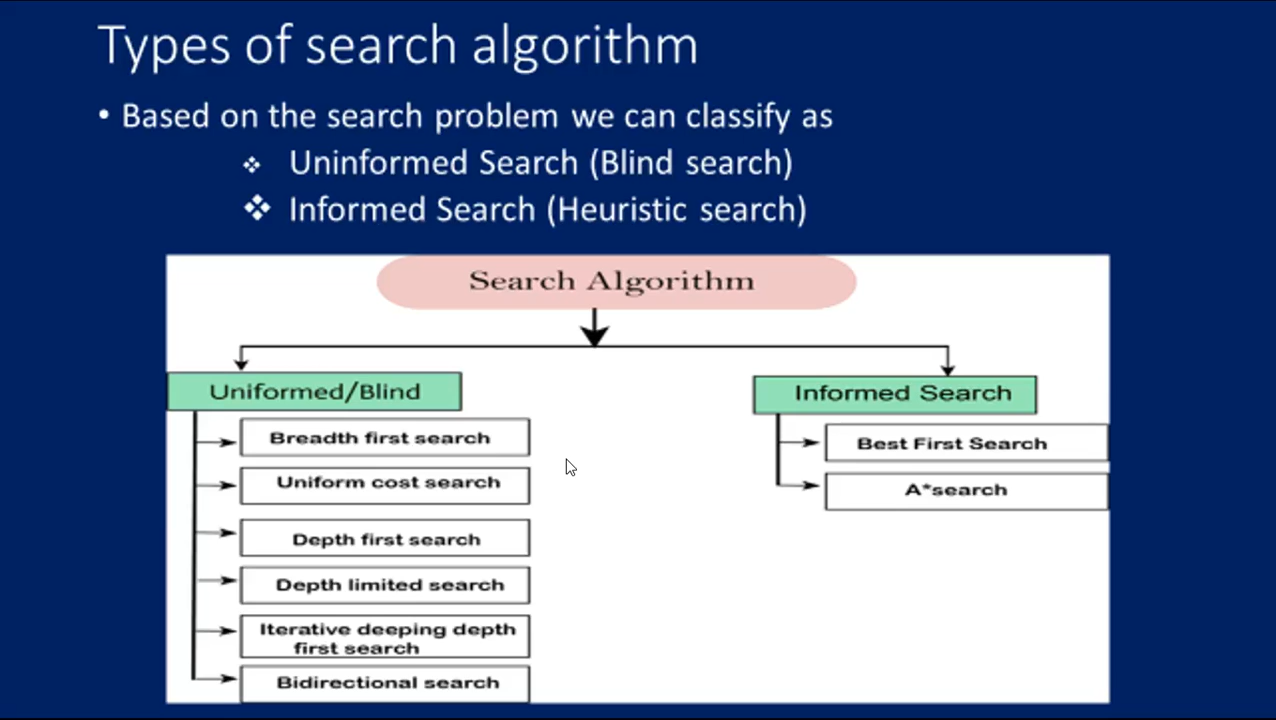 Types of search algorithm
• Based on the search problem we can classify as
❖ Uninformed Search (Blind search)
❖ Informed Search (Heuristic search)
Search Algorithm
Uniformed/Blind
Breadth first search
Uniform cost search
Depth first search
Depth limited search
Iterative deeping depth
first search
Bidirectional search
Informed Search
Best First Search
A*search